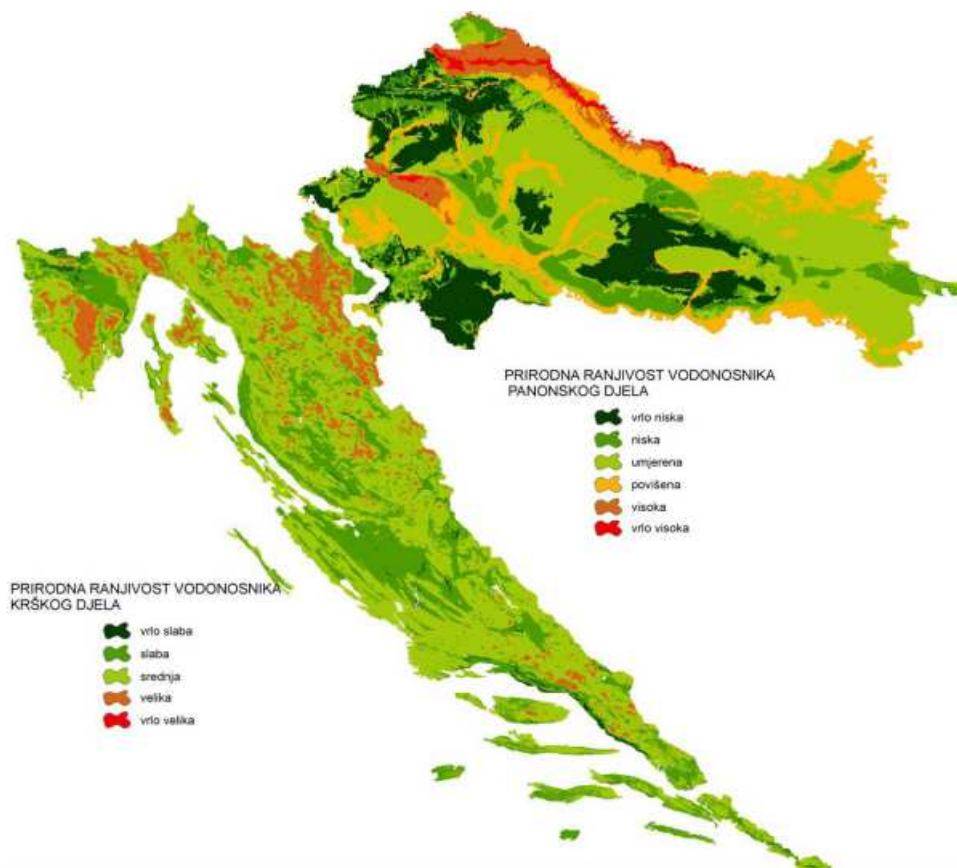 PRIRODNA RANJIVOST VODONOSNIKA
PANONSKOG DJELA
vrlo niska
niska
umjerena
povišena
visoka
vrlo visoka
PRIRODNA RANJIVOST VODONOSNIKA
KRŠKOG DJELA
vrlo slaba
slaba
srednja
velika
vrlo velika